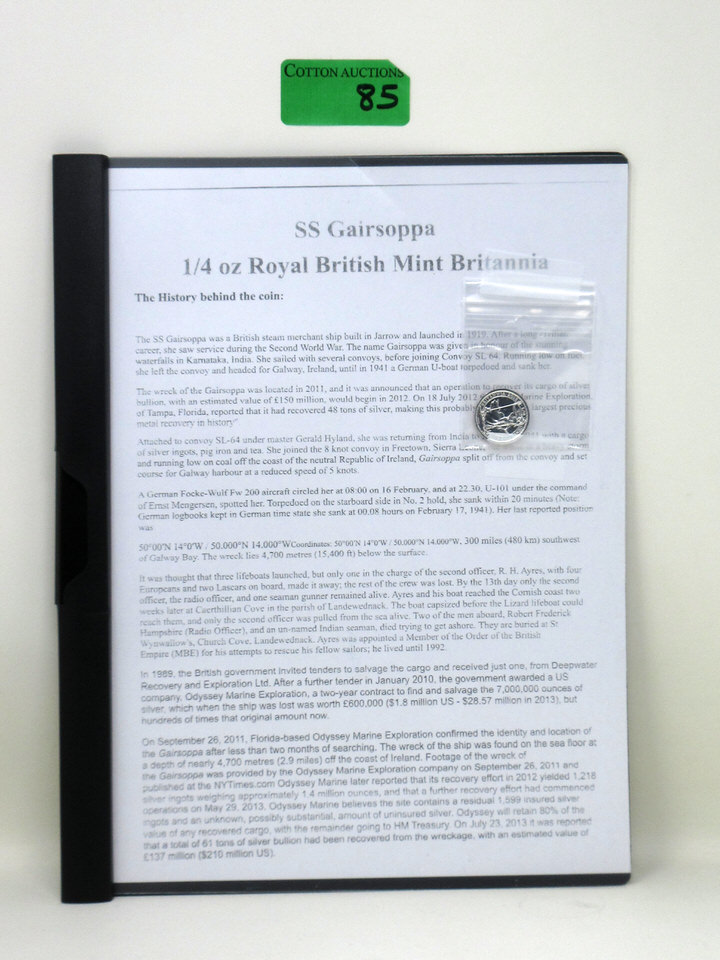 COTTON AUCTIONS
85
SS Gairsoppa
1/4 oz Royal British Mint Britannia
The History behind the coin:
The SS Gairsoppa was a British steam merchant ship built in Jarrow and launched in 1919. After a long
career, she saw service during the Second World War. The name Gairsoppa was given in honour of the stunning
waterfalls in Karnataka, India. She sailed with several convoys, before joining Convoy SL 64. Running low on fuel
she left the convoy and headed for Galway, Ireland, until in 1941 a German U-boat torpedoed and sank her.
The wreck of the Gairsoppa was located in 2011, and it was announced that an operation to recover its cargo of silver
bullion, with an estimated value of £150 million, would begin in 2012. On 18 July 2012 Marine Exploration,
of Tampa, Florida, reported that it had recovered 48 tons of silver, making this probably largest precious
metal recovery in history"
Attached to convoy SL-64 under master Gerald Hyland, she was returning from India to with a cargo
of silver ingots, pig iron and tea. She joined the 8 knot convoy in Freetown, Sierra
and running low on coal off the coast of the neutral Republic of Ireland, Gairsoppa split off from the convoy and set
course for Galway harbour at a reduced speed of 5 knots.
A German Focke-Wulf Fw 200 aircraft circled her at 08:00 on 16 February, and at 22.30, U-101 under the command
of Ernst Mengersen, spotted her. Torpedoed on the starboard side in No. 2 hold, she sank within 20 minutes (Note:
German logbooks kept in German time state she sank at 00.08 hours on February 17, 1941). Her last reported position
was
50°00'N 14°0'W / 50.000°N 14.000°WCoordinates: 50°00'N 14°0'W / 50.000°N 14.000°W, 300 miles (480 km) southwest
of Galway Bay. The wreck lies 4,700 metres (15,400 ft) below the surface.
It was thought that three lifeboats launched, but only one in the charge of the second officer, R. H. Ayres, with four
Europeans and two Lascars on board, made it away; the rest of the crew was lost. By the 13th day only the second
officer, the radio officer, and one seaman gunner remained alive. Ayres and his boat reached the Cornish coast two
weeks later at Caerthillian Cove in the parish of Landewednack. The boat capsized before the Lizard lifeboat could
reach them, and only the second officer was pulled from the sea alive. Two of the men aboard, Robert Frederick
Hampshire (Radio Officer), and an un-named Indian seaman, died trying to get ashore. They are buried at St
Wynwallow's, Church Cove, Landewednack. Ayres was appointed a Member of the Order of the British
Empire (MBE) for his attempts to rescue his fellow sailors; he lived until 1992
In 1989, the British government invited tenders to salvage the cargo and received just one, from Deepwater
Recovery and Exploration Ltd. After a further tender in January 2010, the government awarded a US
company, Odyssey Marine Exploration, a two-year contract to find and salvage the 7,000,000 ounces of
silver, which when the ship was lost was worth £600,000 ($1.8 million US - $28.57 million in 2013), but
hundreds of times that original amount now.
On September 26, 2011, Florida-based Odyssey Marine Exploration confirmed the identity and location of
the Gairsoppa after less than two months of searching. The wreck of the ship was found on the sea floor at
a depth of nearly 4,700 metres (2.9 miles) off the coast of Ireland. Footage of the wreck of
the Gairsoppa was provided by the Odyssey Marine Exploration company on September 26, 2011 and
published at the NYTimes.com Odyssey Marine later reported that its recovery effort in 2012 yielded 1,218
silver ingots weighing approximately 1.4 million ounces, and that a further recovery effort had commenced
operations on May 29, 2013. Odyssey Marine believes the site contains a residual 1,599 insured silver
ingots and an unknown, possibly substantial, amount of uninsured silver. Odyssey will retain 80% of the
value of any recovered cargo, with the remainder going to HM Treasury. On July 23, 2013 it was reported
that a total of 61 tons of silver bullion had been recovered from the wreckage, with an estimated value of
£137 million ($210 million US).